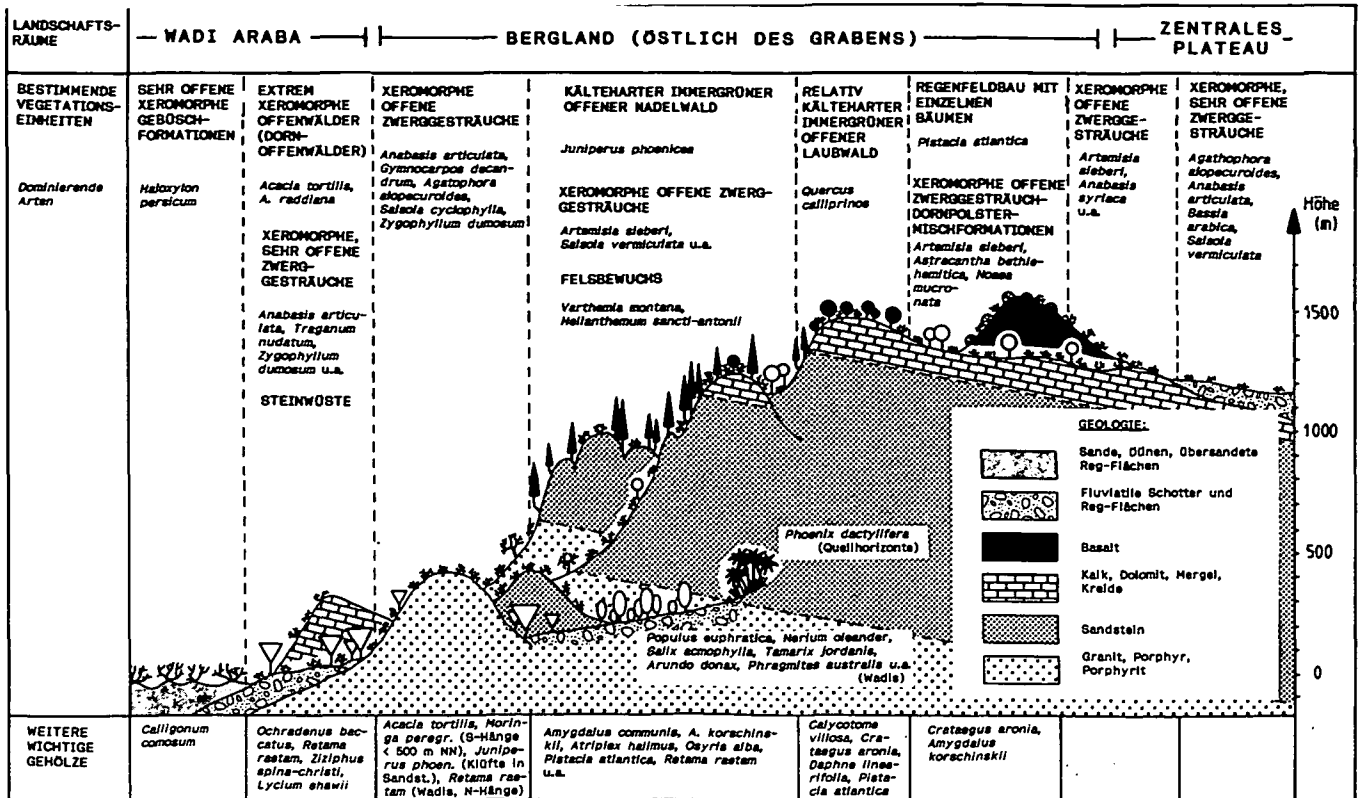 LANDSCHAFTS-
RÄUME
WADI ARABA
BERGLAND (ÖSTLICH DES GRABENS)
ZENTRALES
PLATEAU
BESTIMMENDE
VEGETATIONS-
EINHEITEN
Dominierende
Arten
SEHR OFFENE
XEROMORPHE
GEBÜSCH-
FORMATIONEN
Haloxylon
persicum
EXTREM
XEROMORPHE
OFFENWÄLDER
(DORN-
OFFENWÄLDER)
Acacia tortilis,
A. raddiana
XEROMORPHE,
SEHR OFFENE
ZWERG-
GESTRÄUCHE
Anabasis articu-
lata, Traganum
nudatum,
Zygophyllum
dumosum u.a.
STEINWÜSTE
XEROMORPHE
OFFENE
ZWERGGESTRÄUCHE
Anabasis articulata,
Gymnocarpos decan-
drum, Agatophora
alopecuroides,
Salsola cyclophylla,
Zygophyllum dumosum
KÄLTEHARTER IMMERGRÜNER
OFFENER NADELWALD
Juniperus phoenicea
XEROMORPHE OFFENE ZWERG-
GESTRÄUCHE
Artemisia sieberi,
Salsola vermiculata u.a.
FELSBEWUCHS
Varthemia montana,
Helianthemum sancti-antonii
RELATIV
KÄLTEHARTER
IMMERGRÜNER
OFFENER
LAUBWALD
Quercus
calliprinos
REGENFELDBAU MIT
EINZELNEN
BÄUMEN
Pistacia atlantica
XEROMORPHE OFFENE
ZWERGGESTRÄUCH-
DORNPOLSTER-
MISCHFORMATIONEN
Artemisia sieberi,
Astracantha bethle-
hemitica, Noaea
mucro-
nata
XEROMORPHE
OFFENE
ZWERGGE-
STRÄUCHE
Artemisia
sieberi,
Anabasis
syriaca
u.a.
XEROMORPHE,
SEHR OFFENE
ZWERGGE-
STRÄUCHE
Agathophora
alopecuroides,
Anabasis
articulata,
Bassia
arabica,
Salsola
vermiculata
Höhe
(m)
1500
1000
500
0
GEOLOGIE:
Sande, Dünen, Übersandete
Reg-Flächen
Fluviatile Schotter und
Reg-Flächen
Basalt
Kalk, Dolomit, Mergel,
Kreide
Sandstein
Granit, Porphyr,
Porphyrit
Phoenix dactylifera
(Quellhorizonte)
Populus euphratica, Nerium oleander,
Salix acmophylla, Tamarix jordanis,
Arundo donax, Phragmites australis u.a.
(Wadis)
WEITERE
WICHTIGE
GEHÖLZE
Calligonum
comosum
Ochradenus bac-
catus, Retama
raetam, Ziziphus
spina-christi,
Lycium shawii
Acacia tortilis, Morin-
ga peregr. (S-Hänge
< 500 m NN), Junipe-
rus phoen. (Klüfte in
Sandst.), Retama rae-
tam (Wadis, N-Hänge)
Amygdalus communis, A. korschins-
kii, Atriplex halimus, Osyris alba,
Pistacia atlantica, Retama raetam
u.a.
Calycotome
villosa, Cra-
taegus aronia,
Daphne linea-
rifolia, Pista-
cia atlantica
Crataegus aronia,
Amygdalus
korschinskii